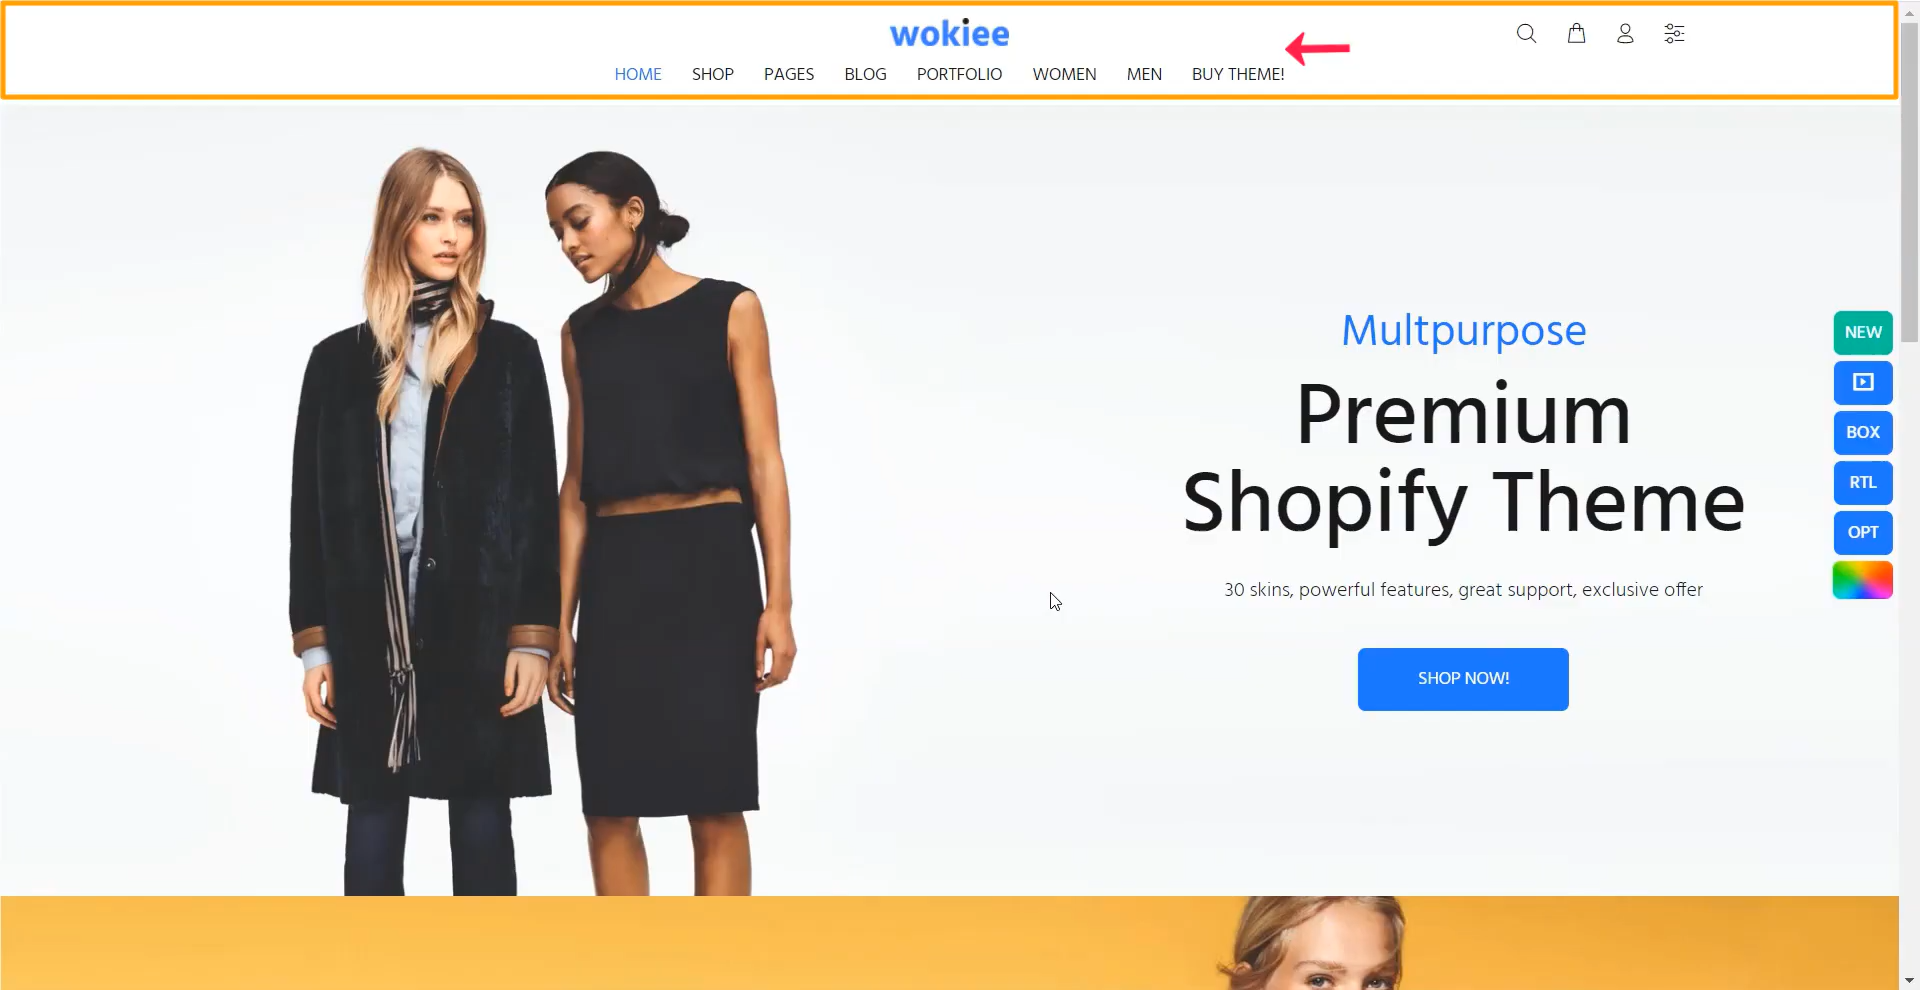 wokiee
HOME SHOP PAGES BLOG PORTFOLIO WOMEN MEN BUY THEME!
Multpurpose
Premium
Shopify Theme
30 skins, powerful features, great support, exclusive offer
SHOP NOW!
NEW
BOX
RTL
OPT